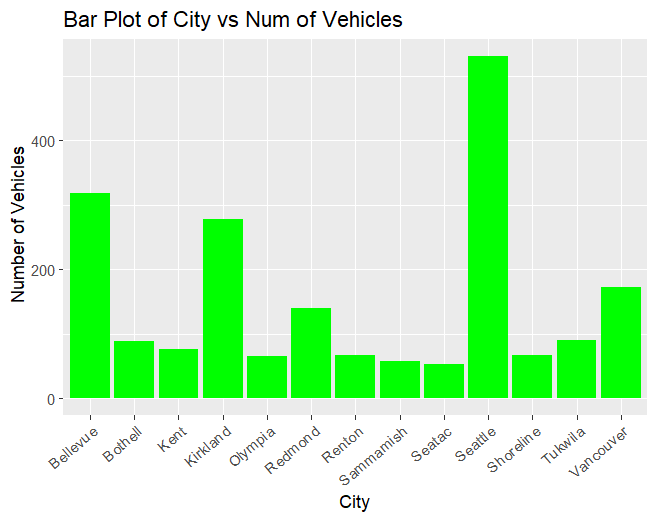 Bar Plot of City vs Num of Vehicles
Number of Vehicles
400
200
0
Bellevue
Bothell
Kent
Kirkland
Olympia
Redmond
Renton
Sammamish
Seatac
Seattle
Shoreline
Tukwila
Vancouver
City